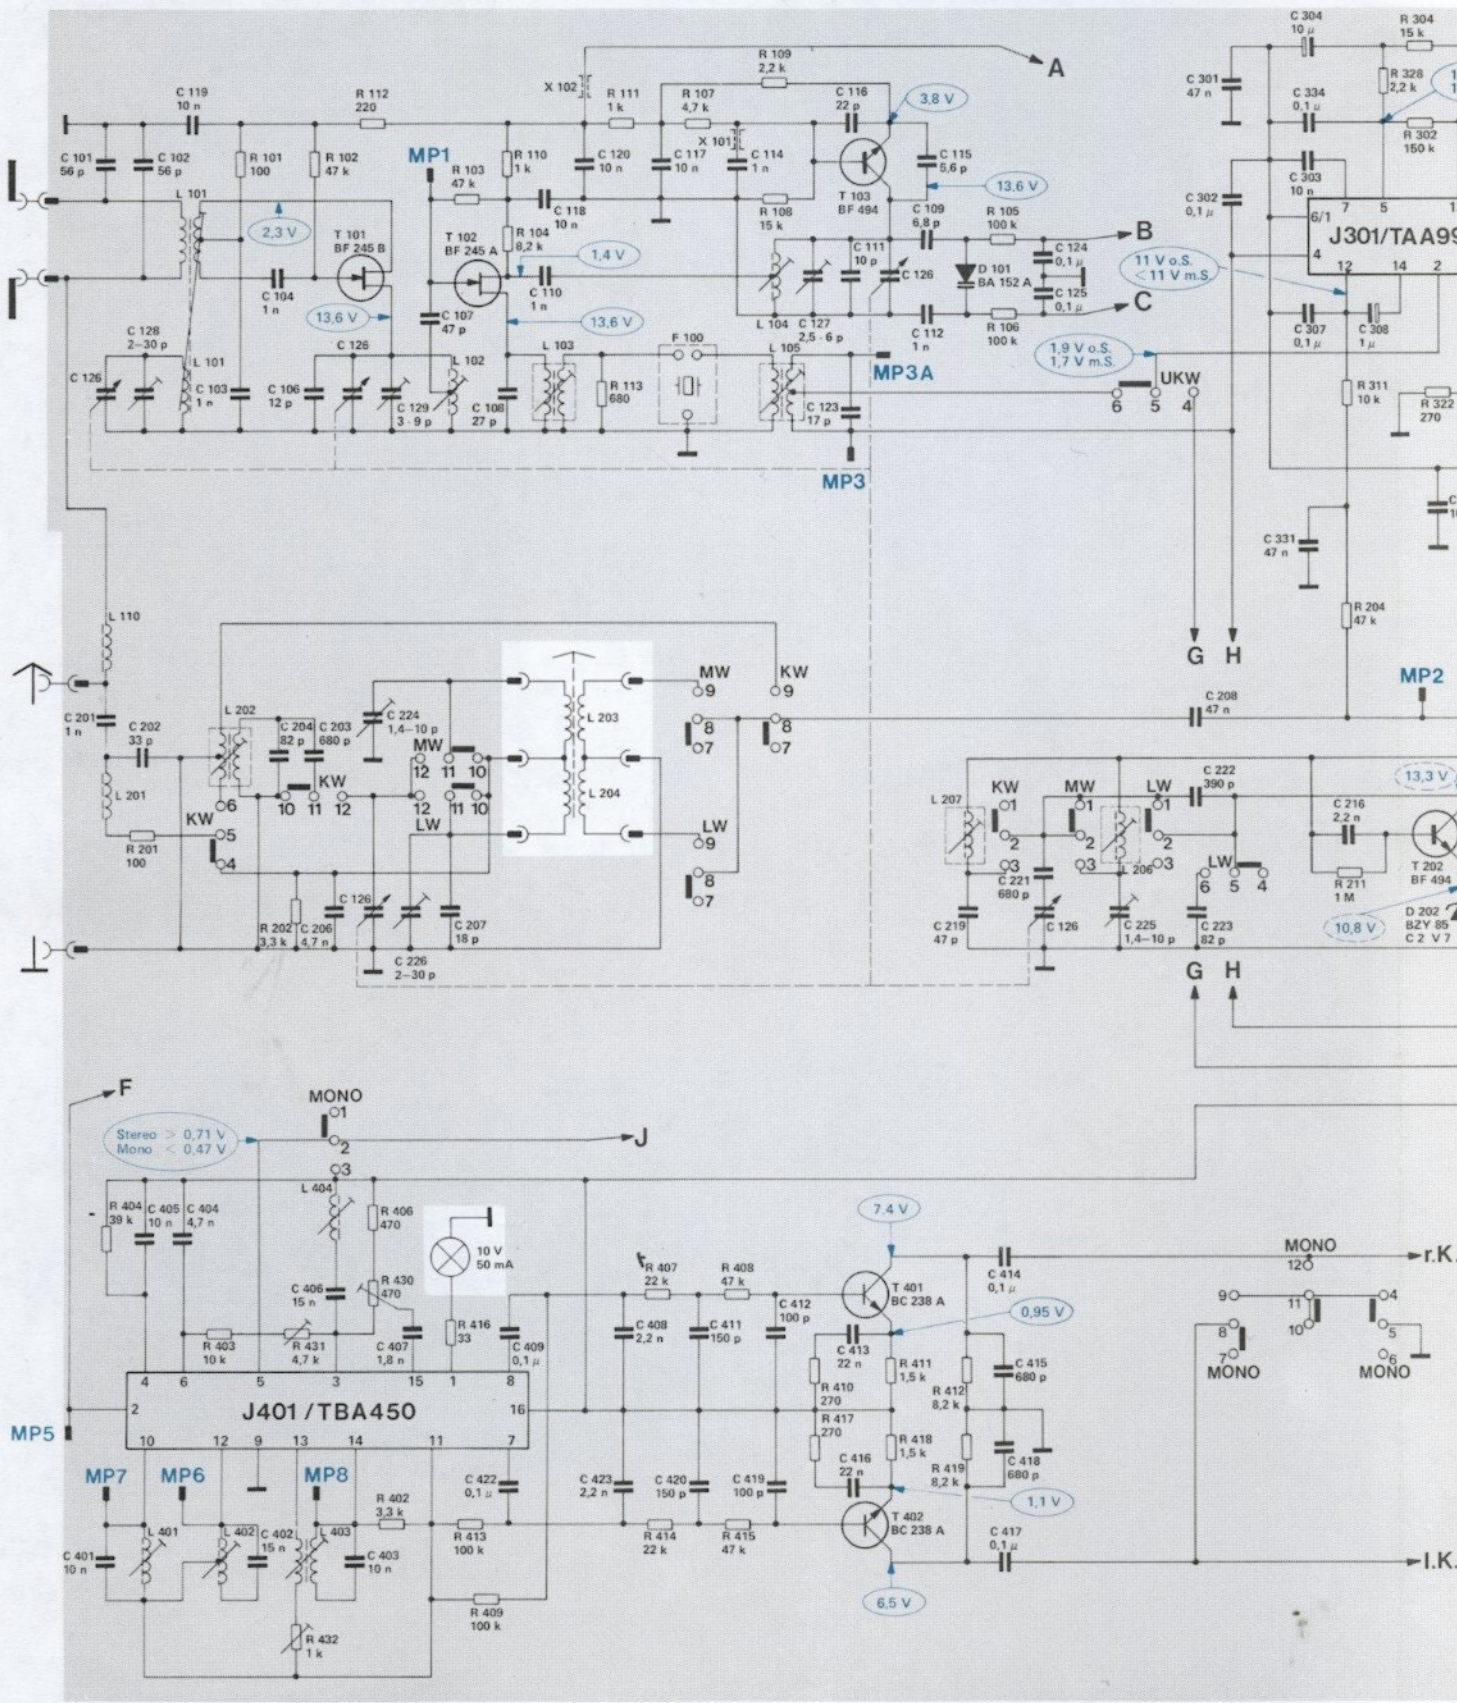 C 304
10 µ
R 304
15 k
R 109
2,2 k
A
X 102
C 301
47 n
R 328
2,2 k
C 119
10 n
R 112
220
R 111
1 k
R 107
4,7 k
C 116
22 p
3,8 V
C 334
0,1 µ
R 302
150 k
C 101
56 p
C 102
56 p
R 101
100
R 102
47 k
MP1
R 103
47 k
R 110
1 k
C 120
10 n
C 117
10 n
X 101
C 114
1 n
T 103
BF 494
C 115
5,6 p
13,6 V
C 303
10 n
C 302
0,1 µ
L 101
2,3 V
T 101
BF 245 B
T 102
BF 245 A
C 118
10 n
R 104
8,2 k
1,4 V
R 108
15 k
C 109
6,8 p
R 105
100 k
B
C 124
0,1 µ
7
5
6/1
4
J301/TAA99
12
14
2
11 V o.S.
< 11 V m.S.
C 104
1 n
13,6 V
C 107
47 p
C 110
1 n
13,6 V
C 111
10 p
C 126
D 101
BA 152 A
C 125
0,1 µ
C
L 104
C 127
2,5 - 6 p
C 112
1 n
R 106
100 k
C 307
0,1 µ
C 308
1 µ
C 128
2–30 p
L 101
C 126
C 103
1 n
C 106
12 p
C 126
C 129
3 - 9 p
L 102
C 108
27 p
L 103
R 113
680
F 100
L 105
MP3A
1,9 V o.S.
1,7 V m.S.
UKW
6
5
4
C 123
17 p
MP3
R 311
10 k
R 322
270
C 331
47 n
R 204
47 k
L 110
G
H
MP2
C 201
1 n
C 202
33 p
L 202
C 204
82 p
C 203
680 p
C 224
1,4–10 p
L 203
L 204
MW
9
8
7
KW
9
8
7
C 208
47 n
L 201
MW
12
11
10
KW
10
11
12
12
11
10
LW
6
KW
5
4
R 201
100
LW
9
8
7
L 207
KW
1
2
3
MW
1
3
LW
1
2
3
C 222
390 p
13,3 V
C 216
2,2 n
T 202
BF 494
R 211
1 M
L 206
LW
6
5
4
C 221
680 p
C 219
47 p
C 126
C 225
1,4–10 p
C 223
82 p
10,8 V
D 202
BZY 85
C 2 V 7
R 202
3,3 k
C 206
4,7 n
C 126
C 226
2–30 p
C 207
18 p
G
H
F
MONO
1
2
3
Stereo > 0,71 V
Mono < 0,47 V
J
R 404
39 k
C 405
10 n
C 404
4,7 n
L 404
R 406
470
10 V
50 mA
7,4 V
C 406
15 n
R 430
470
R 407
22 k
R 408
47 k
C 412
100 p
T 401
BC 238 A
C 414
0,1 µ
MONO
12
r.K.
R 403
10 k
R 431
4,7 k
C 407
1,8 n
R 416
33
C 409
0,1 µ
C 408
2,2 n
C 411
150 p
C 413
22 n
0,95 V
9
11
4
8
10
5
7
6
MONO
MONO
4
6
5
3
15
1
8
2
J401/TBA450
16
10
12
9
13
14
11
7
R 410
270
R 411
1,5 k
R 412
8,2 k
C 415
680 p
R 417
270
R 418
1,5 k
R 419
8,2 k
C 418
680 p
MP5
MP7
MP6
MP8
C 422
0,1 µ
C 423
2,2 n
C 420
150 p
C 419
100 p
C 416
22 n
1,1 V
T 402
BC 238 A
R 402
3,3 k
R 413
100 k
R 414
22 k
R 415
47 k
C 417
0,1 µ
l.K.
C 401
10 n
L 401
L 402
C 402
15 n
L 403
C 403
10 n
R 409
100 k
R 432
1 k
6,5 V